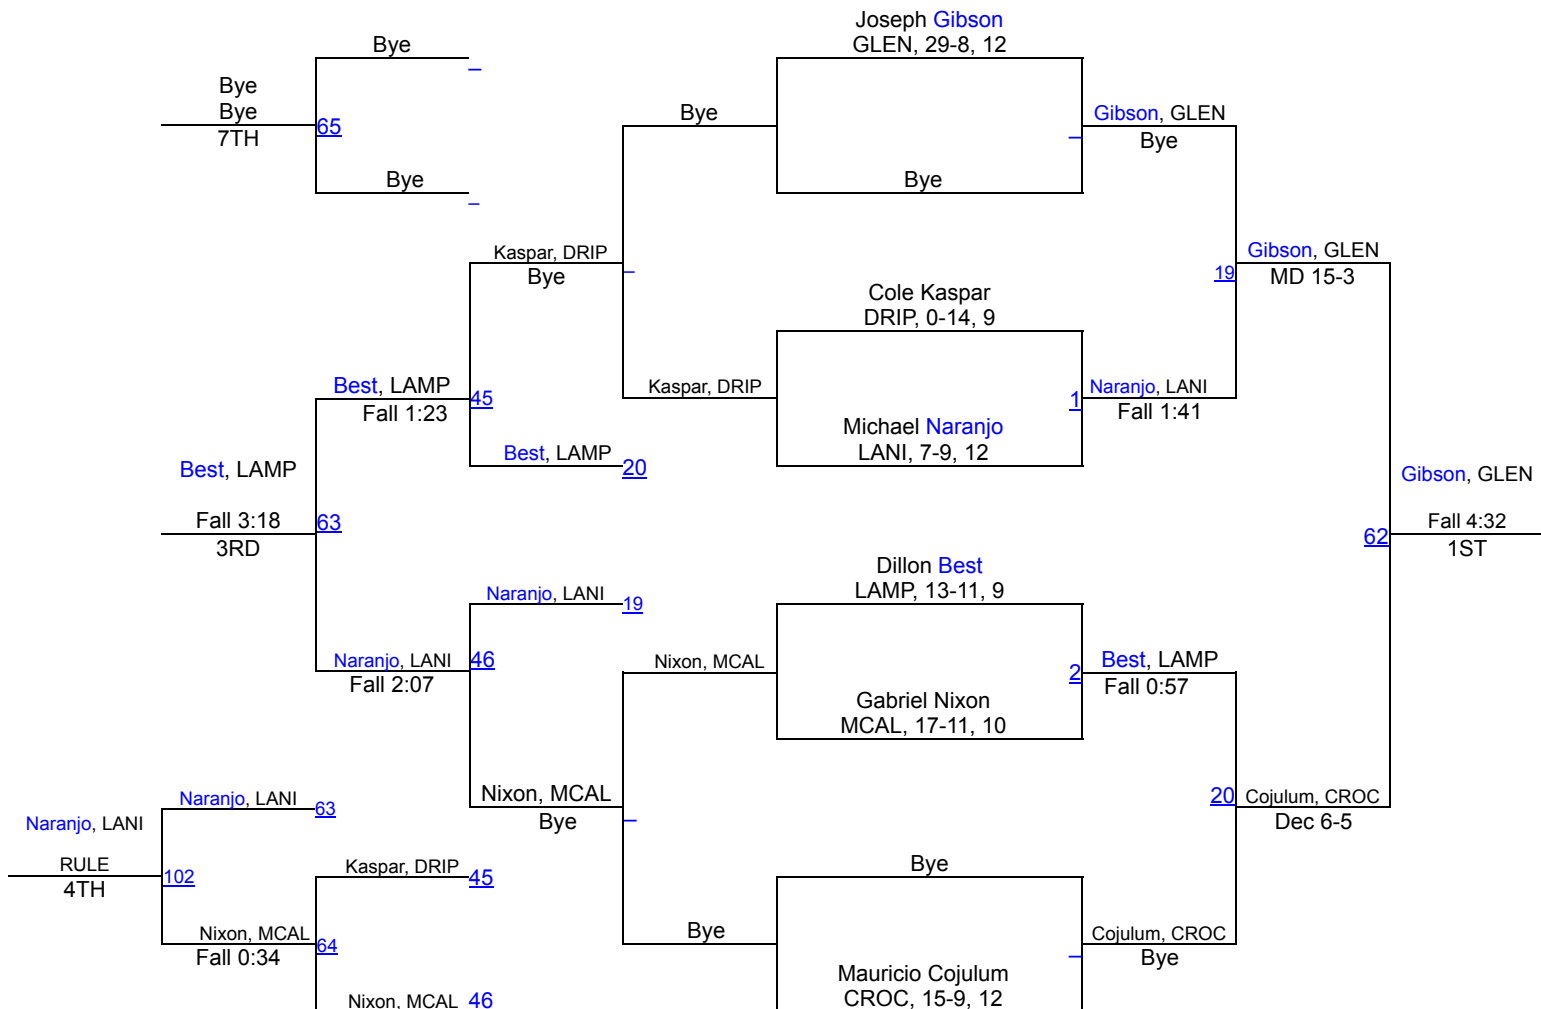 Joseph Gibson
GLEN, 29-8, 12
Bye
Bye
Bye
65
7TH
Bye
Gibson, GLEN
Bye
Bye
Bye
Kaspar, DRIP
Bye
Gibson, GLEN
19
MD 15-3
Cole Kaspar
DRIP, 0-14, 9
Best, LAMP
45
Fall 1:23
Kaspar, DRIP
1
Naranjo, LANI
Fall 1:41
Michael Naranjo
LANI, 7-9, 12
Best, LAMP
20
Best, LAMP
Fall 3:18
63
3RD
Gibson, GLEN
Fall 4:32
62
1ST
Dillon Best
LAMP, 13-11, 9
Naranjo, LANI
19
Naranjo, LANI
46
Fall 2:07
Nixon, MCAL
2
Best, LAMP
Fall 0:57
Gabriel Nixon
MCAL, 17-11, 10
Nixon, MCAL
Bye
20
Cojulum, CROC
Dec 6-5
Naranjo, LANI
63
Naranjo, LANI
RULE
102
4TH
Kaspar, DRIP
45
Bye
Nixon, MCAL
64
Fall 0:34
Bye
Cojulum, CROC
Bye
Mauricio Cojulum
CROC, 15-9, 12
Nixon, MCAL
46